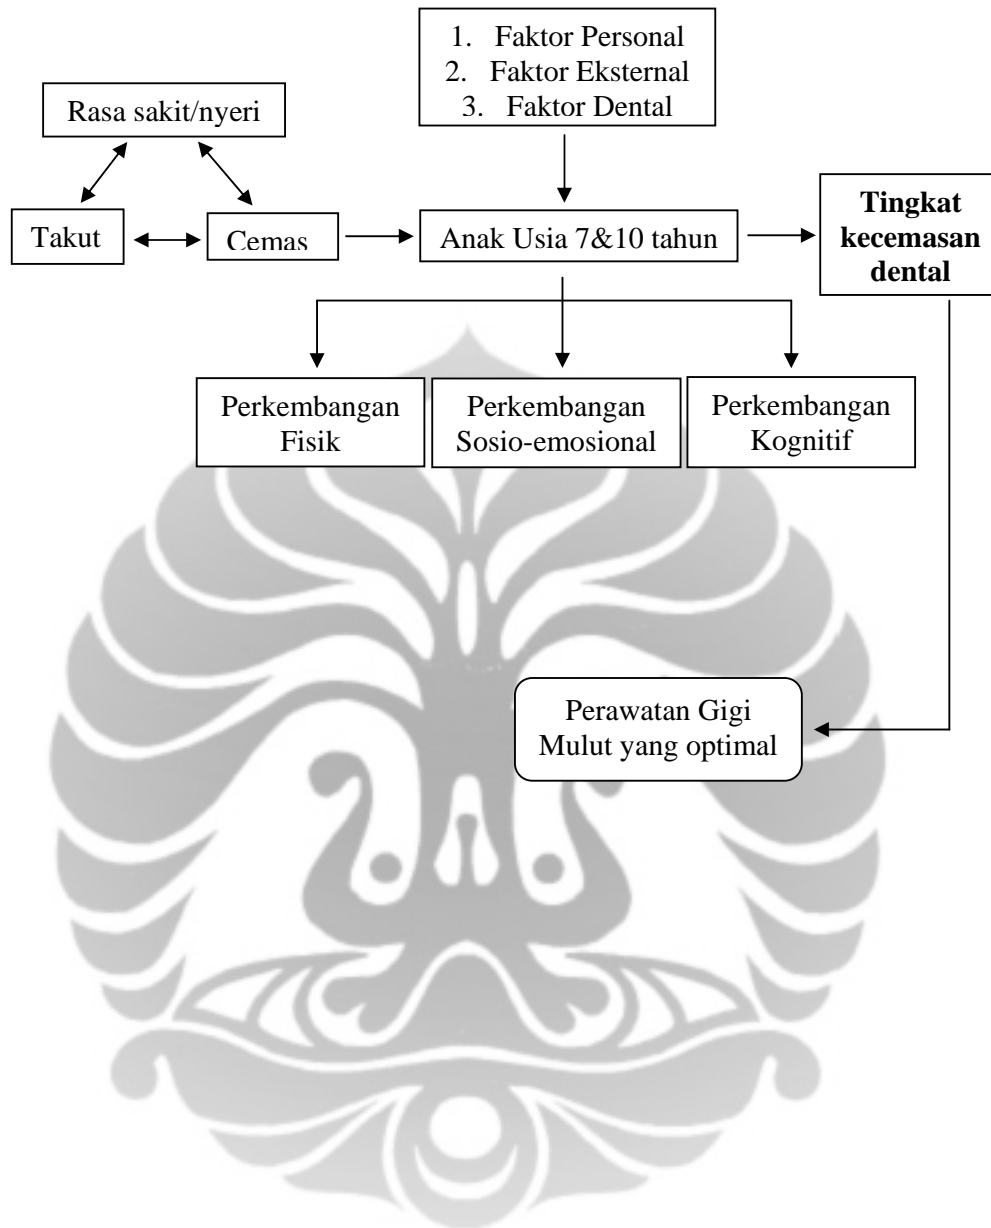 1. Faktor Personal
2. Faktor Eksternal
3. Faktor Dental
Rasa sakit/nyeri
Takut
Cemas
Anak Usia 7&10 tahun
Tingkat
kecemasan
dental
Perkembangan
Fisik
Perkembangan
Sosio-emosional
Perkembangan
Kognitif
Perawatan Gigi
Mulut yang optimal